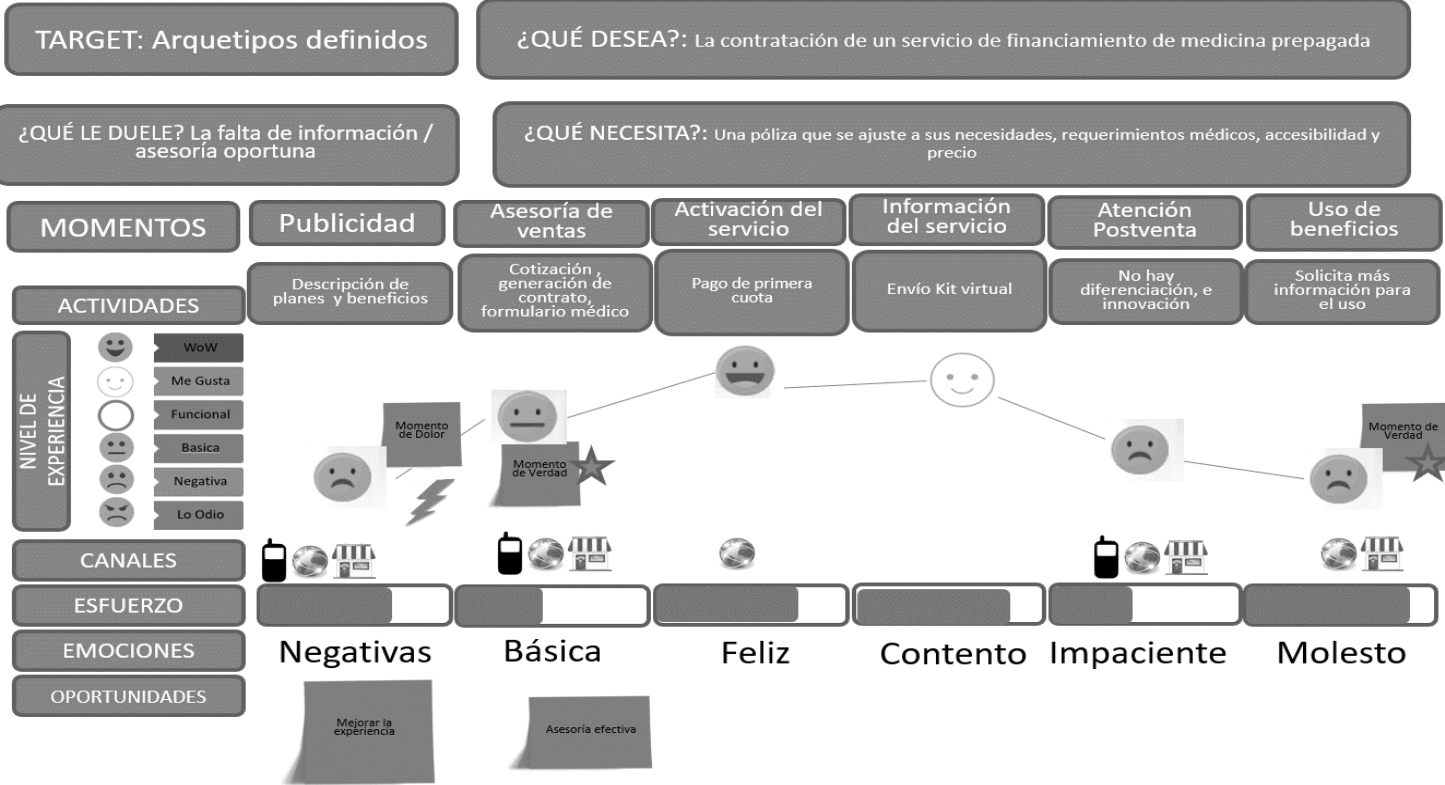 TARGET: Arquetipos definidos
¿QUÉ DESEA?: La contratación de un servicio de financiamiento de medicina prepagada
¿QUÉ LE DUELE? La falta de información /
asesoría oportuna
¿QUÉ NECESITA?: Una póliza que se ajuste a sus necesidades, requerimientos médicos, accesibilidad y
precio
MOMENTOS
Publicidad
Asesoría de
ventas
Activación del
servicio
Información
del servicio
Atención
Postventa
Uso de
beneficios
ACTIVIDADES
Descripción de
planes y beneficios
Cotización ,
generación de
contrato,
formulario médico
Pago de primera
cuota
Envío Kit virtual
No hay
diferenciación, e
innovación
Solicita más
información para
el uso
NIVEL DE
EXPERIENCIA
WoW
Me Gusta
Funcional
Basica
Negativa
Lo Odio
Momento
de Dolor
Momento
de Verdad
Momento de
Verdad
CANALES
ESFUERZO
EMOCIONES
Negativas
Básica
Feliz
Contento
Impaciente
Molesto
OPORTUNIDADES
Mejorar la
experiencia
Asesoría efectiva